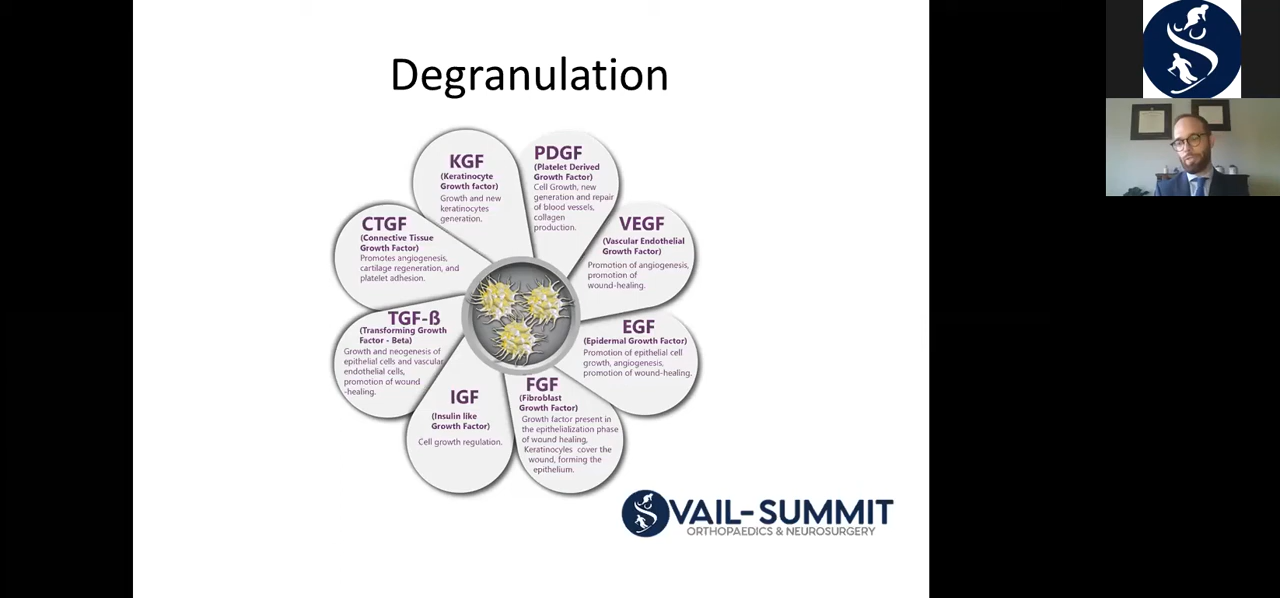 Degranulation
KGF
(Keratinocyte
Growth factor)
Growth and new
keratinocytes
generation.
PDGF
(Platelet Derived
Growth Factor)
Cell Growth, new
generation and repair
of blood vessels,
collagen
production.
VEGF
(Vascular Endothelial
Growth Factor)
Promotion of angiogenesis,
promotion of
wound-healing.
EGF
(Epidermal Growth Factor)
Promotion of epithelial cell
growth, angiogenesis,
promotion of wound-healing.
FGF
(Fibroblast
Growth Factor)
Growth factor present in
the epithelialization phase
of wound healing,
Keratinocyles cover the
wound, forming the
epithelium.
IGF
(Insulin like
Growth Factor)
Cell growth regulation.
TGF-ß
(Transforming Growth
Factor - Beta)
Growth and neogenesis of
epithelial cells and vascular
endothelial cells,
promotion of wound
-healing.
CTGF
(Connective Tissue
Growth Factor)
Promotes angiogenesis,
cartilage regeneration, and
platelet adhesion.
VAIL-SUMMIT
ORTHOPAEDICS & NEUROSURGERY